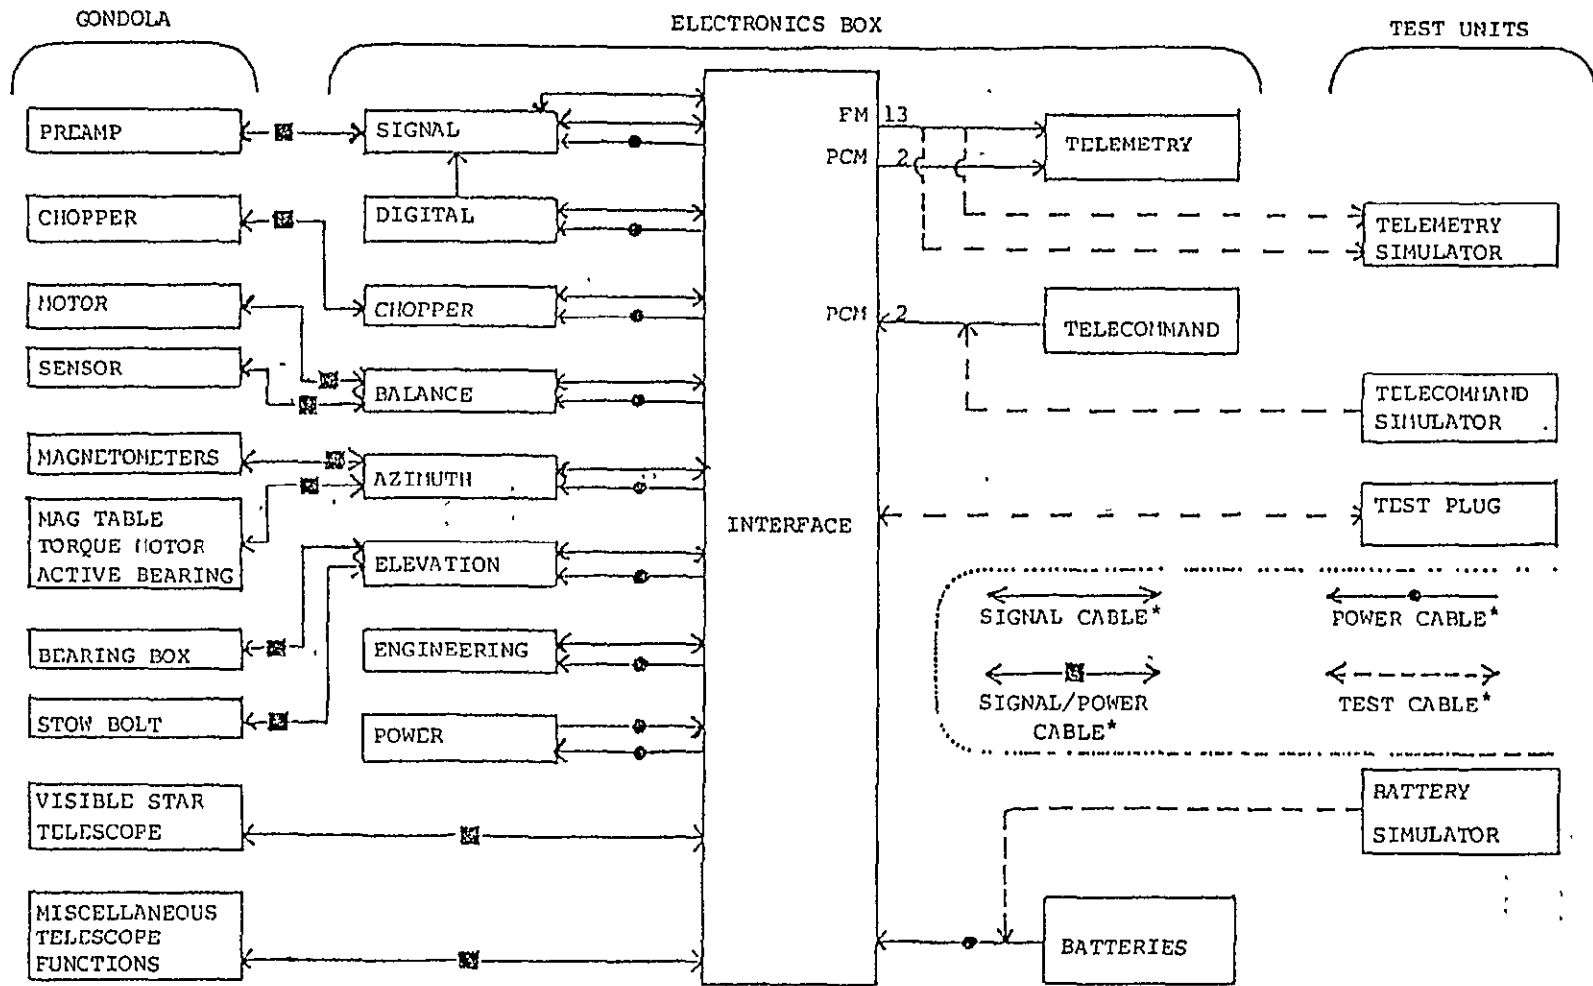 GONDOLA
ELECTRONICS BOX
TEST UNITS
PREAMP
CHOPPER
MOTOR
SENSOR
MAGNETOMETERS
MAG TABLE
TORQUE MOTOR
ACTIVE BEARING
BEARING BOX
STOW BOLT
VISIBLE STAR
TELESCOPE
MISCELLANEOUS
TELESCOPE
FUNCTIONS
SIGNAL
DIGITAL
CHOPPER
BALANCE
AZIMUTH
ELEVATION
ENGINEERING
POWER
INTERFACE
FM 13
PCM 2
PCM 2
TELEMETRY
TELECOMMAND
BATTERIES
TELEMETRY
SIMULATOR
TELECOMMAND
SIMULATOR
TEST PLUG
SIGNAL CABLE*
POWER CABLE*
SIGNAL/POWER
CABLE*
TEST CABLE*
BATTERY
SIMULATOR